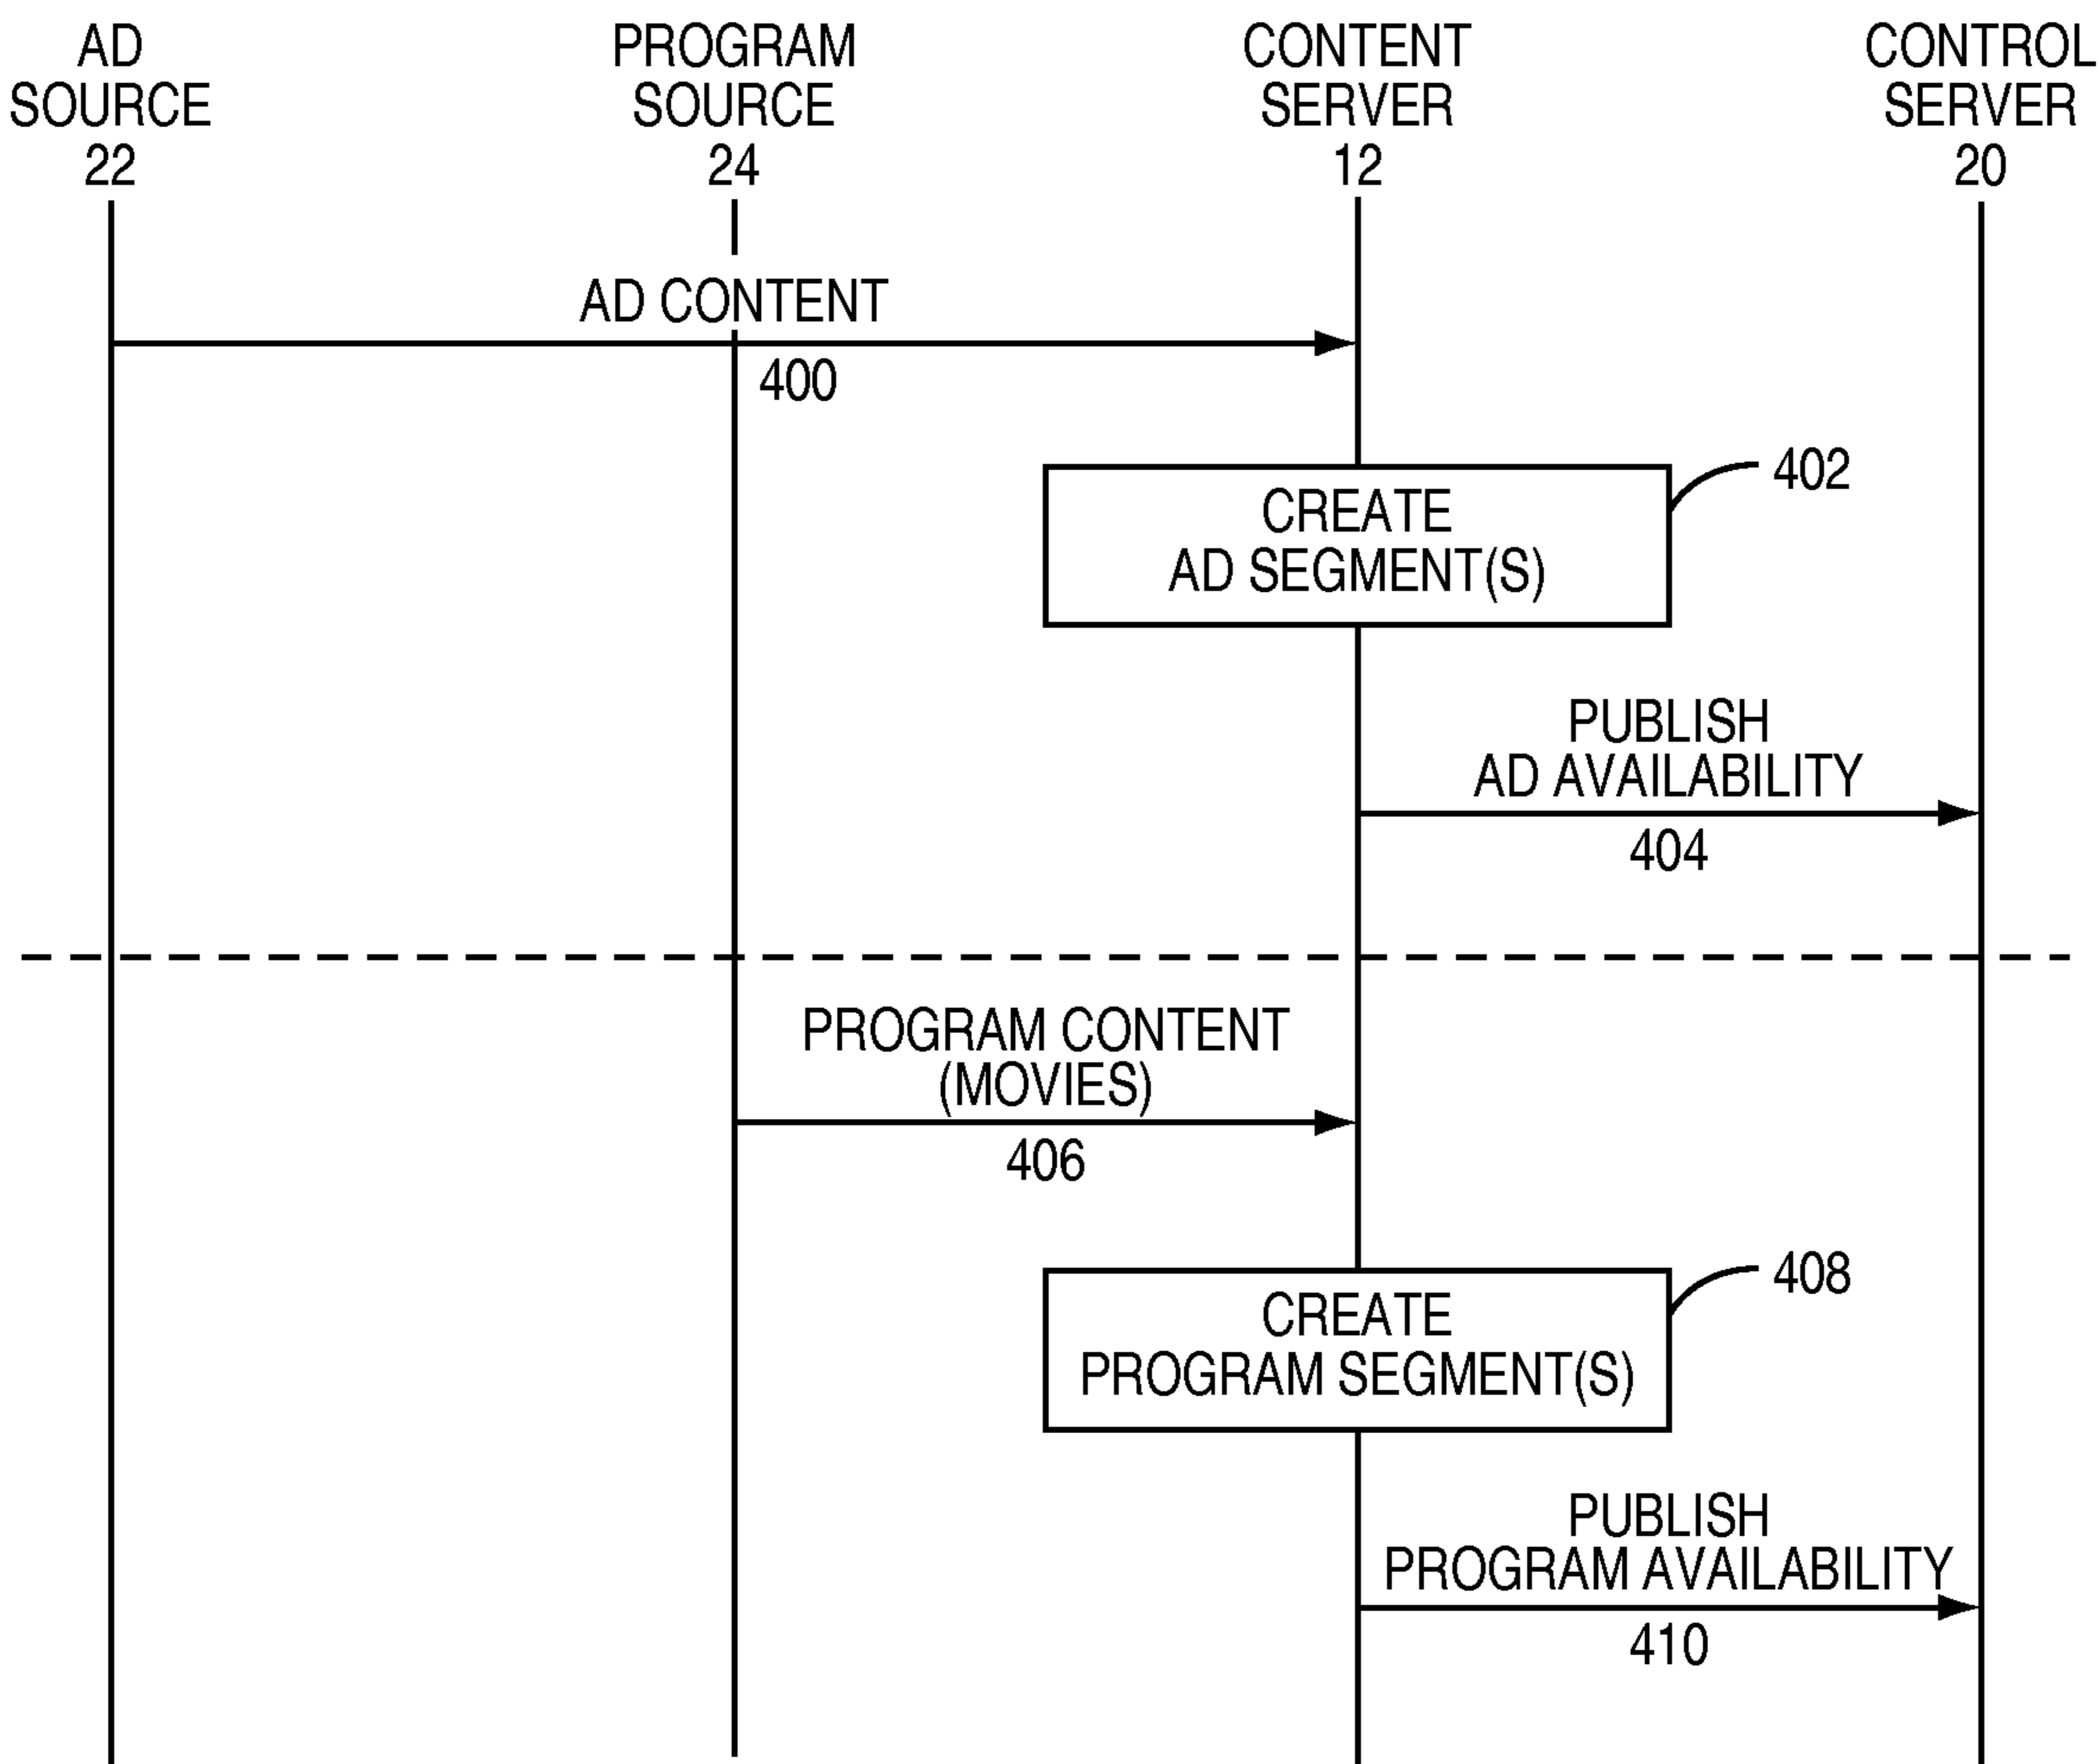 AD
SOURCE
22
PROGRAM
SOURCE
24
CONTENT
SERVER
12
CONTROL
SERVER
20
AD CONTENT
400
402
CREATE
AD SEGMENT(S)
PUBLISH
AD AVAILABILITY
404
PROGRAM CONTENT
(MOVIES)
406
408
CREATE
PROGRAM SEGMENT(S)
PUBLISH
PROGRAM AVAILABILITY
410